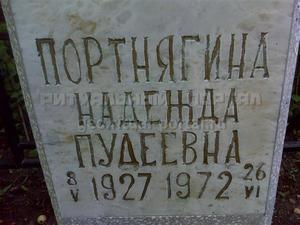 ПОРТНЯГИНА
НАДЕЖДА
ПУДЕЕВНА
8/V 1927 1972 26/VI